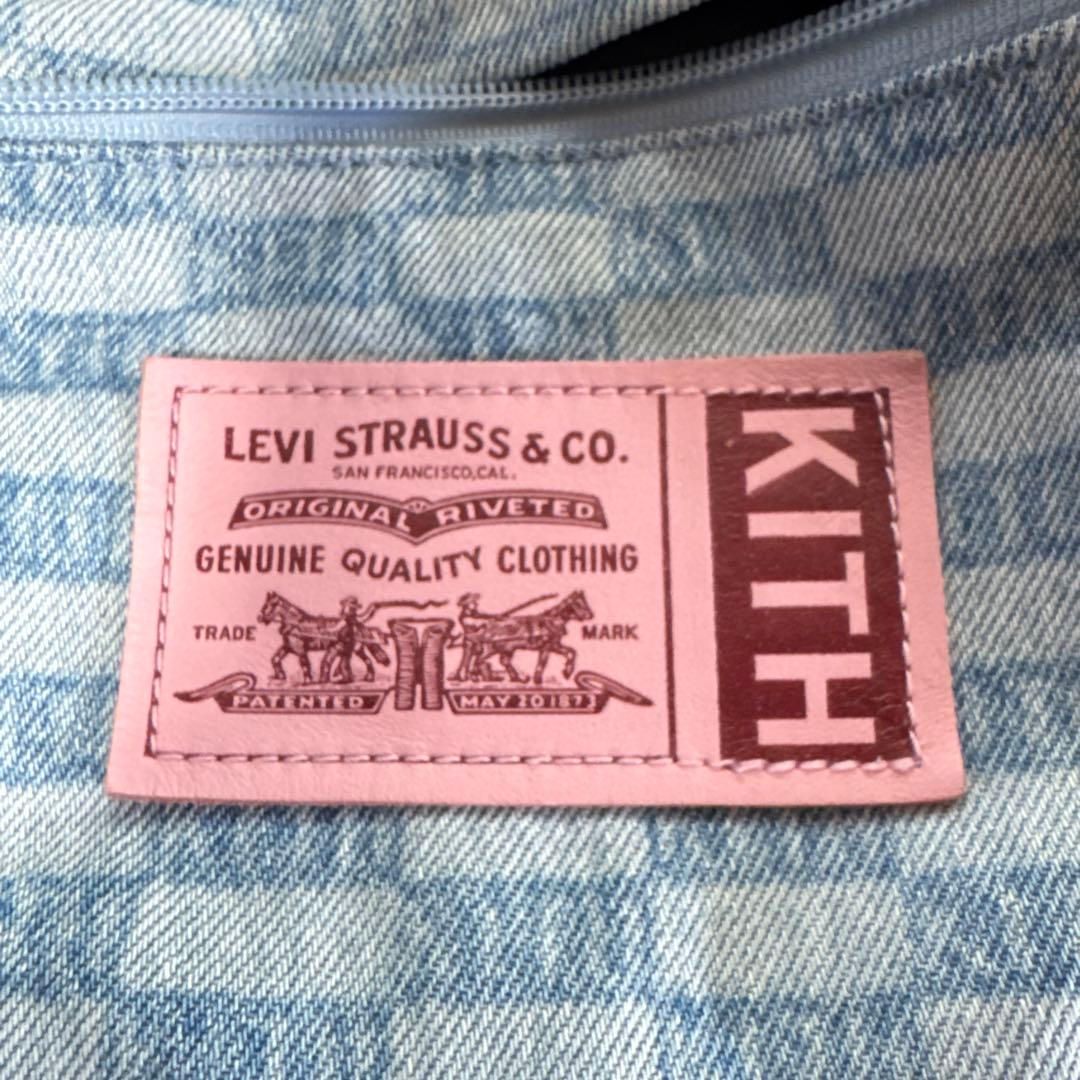 LEVI STRAUSS & CO.
SAN FRANCISCO, CAL.
ORIGINAL RIVETED
GENUINE QUALITY CLOTHING
TRADE MARK
PATENTED MAY 20 1873
KITH